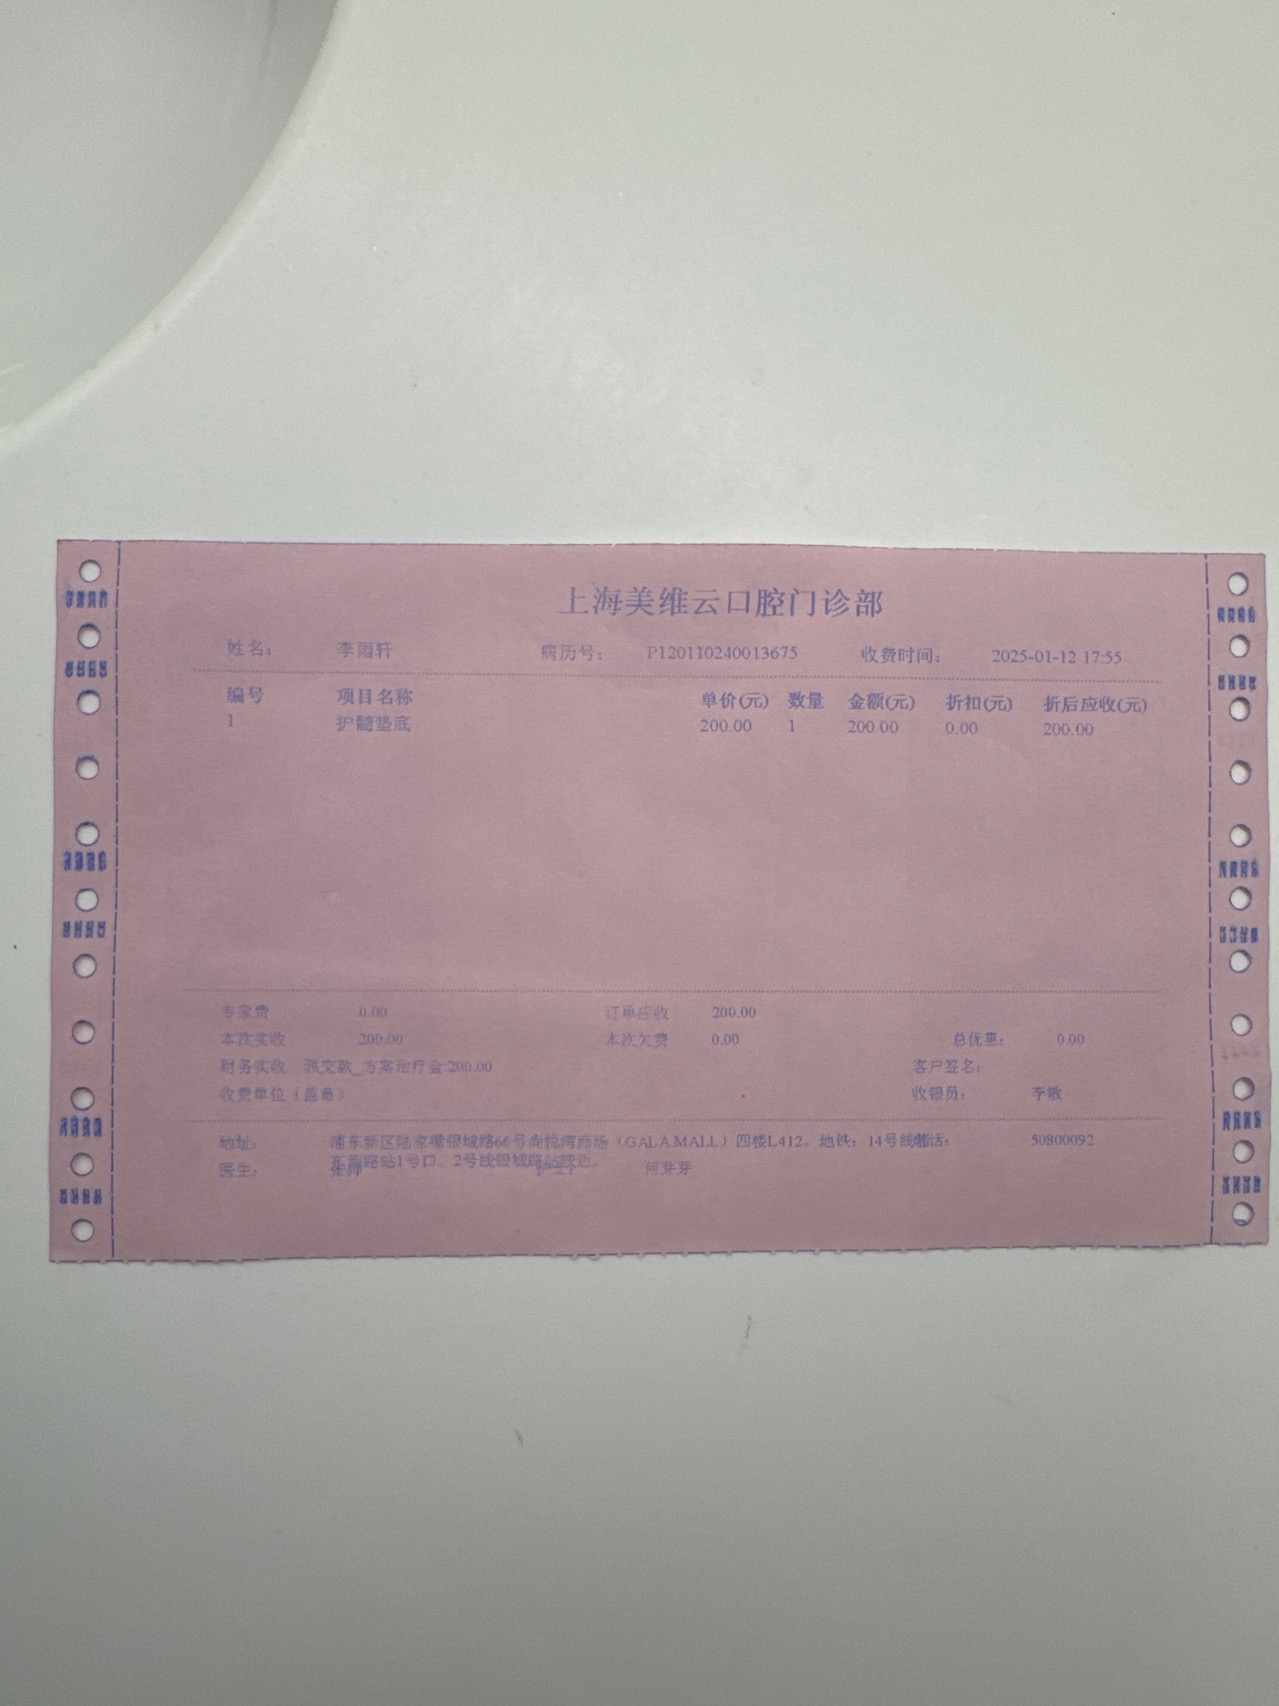 上海美维云口腔门诊部
姓名： 李雨轩 病历号： P120110240013675 收费时间： 2025-01-12 17:55
编号 项目名称 单价(元) 数量 金额(元) 折扣(元) 折后应收(元)
1 护髓垫底 200.00 1 200.00 0.00 200.00
专家费 0.00 订单应收 200.00
本次实收 200.00 本次欠费 0.00 总优惠： 0.00
财务实收 预交款_方案治疗金:200.00 客户签名：
收费单位（盖章） 收银员： 李敏
地址： 浦东新区陆家嘴银城路66号尚悦湾商场（GALA MALL）四楼L412。地铁：14号线 电话： 50800092
东南路站1号口、2号线银城路站附近。
医生： 张帅 何芽芽